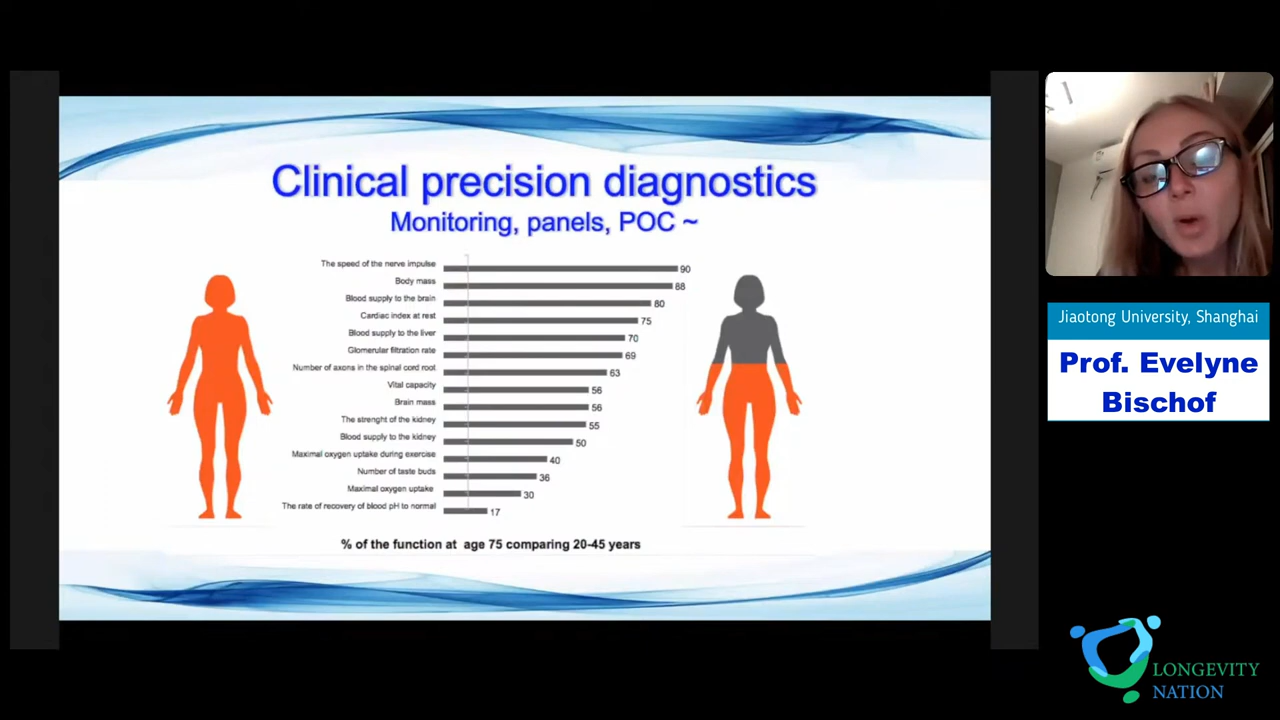 Clinical precision diagnostics
Monitoring, panels, POC ~
The speed of the nerve impulse 90
Body mass 88
Blood supply to the brain 80
Cardiac index at rest 75
Blood supply to the liver 70
Glomerular filtration rate 69
Number of axons in the spinal cord root 63
Vital capacity 56
Brain mass 56
The strenght of the kidney 55
Blood supply to the kidney 50
Maximal oxygen uptake during exercise 40
Number of taste buds 36
Maximal oxygen uptake 30
The rate of recovery of blood pH to normal 17
% of the function at age 75 comparing 20-45 years
Jiaotong University, Shanghai
Prof. Evelyne
Bischof
LONGEVITY
NATION